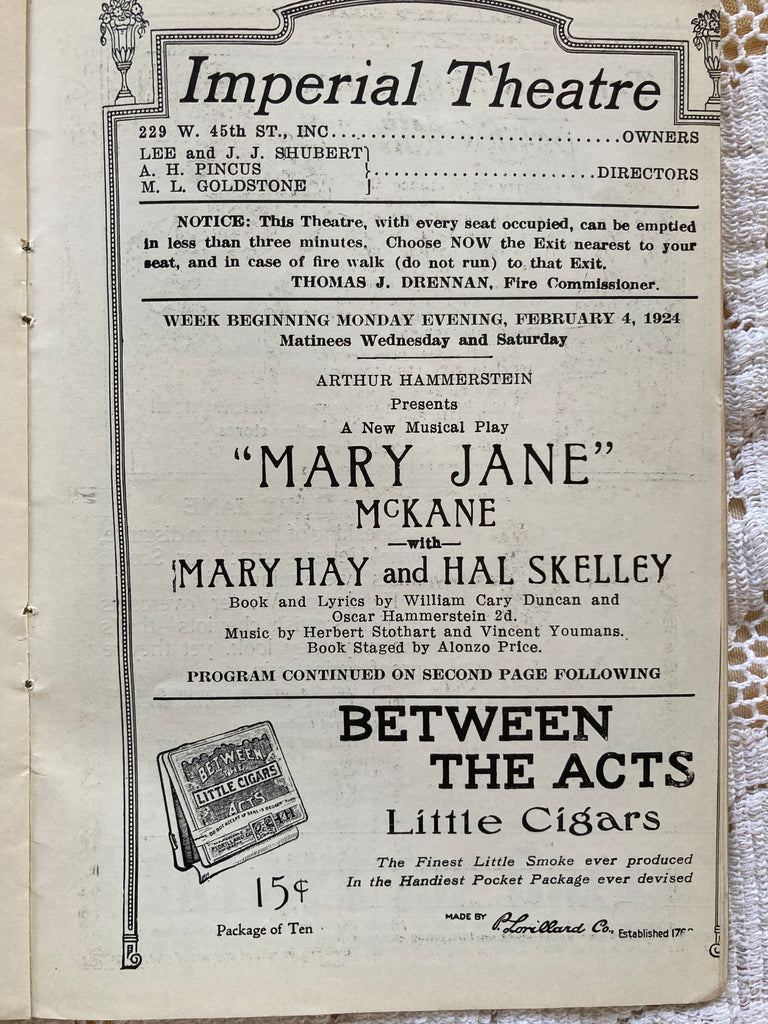 Imperial Theatre
229 W. 45th ST., INC..............................OWNERS
LEE and J. J. SHUBERT
A. H. PINCUS ........................DIRECTORS
M. L. GOLDSTONE
NOTICE: This Theatre, with every seat occupied, can be emptied
in less than three minutes. Choose NOW the Exit nearest to your
seat, and in case of fire walk (do not run) to that Exit.
THOMAS J. DRENNAN, Fire Commissioner.
WEEK BEGINNING MONDAY EVENING, FEBRUARY 4, 1924
Matinees Wednesday and Saturday
ARTHUR HAMMERSTEIN
Presents
A New Musical Play
"MARY JANE"
McKANE
—with—
MARY HAY and HAL SKELLEY
Book and Lyrics by William Cary Duncan and
Oscar Hammerstein 2d.
Music by Herbert Stothart and Vincent Youmans.
Book Staged by Alonzo Price.
PROGRAM CONTINUED ON SECOND PAGE FOLLOWING
BETWEEN
THE ACTS
Little Cigars
BETWEEN
THE
LITTLE CIGARS
ACTS
The Finest Little Smoke ever produced
In the Handiest Pocket Package ever devised
15¢
Package of Ten
MADE BY P. Lorillard Co., Established